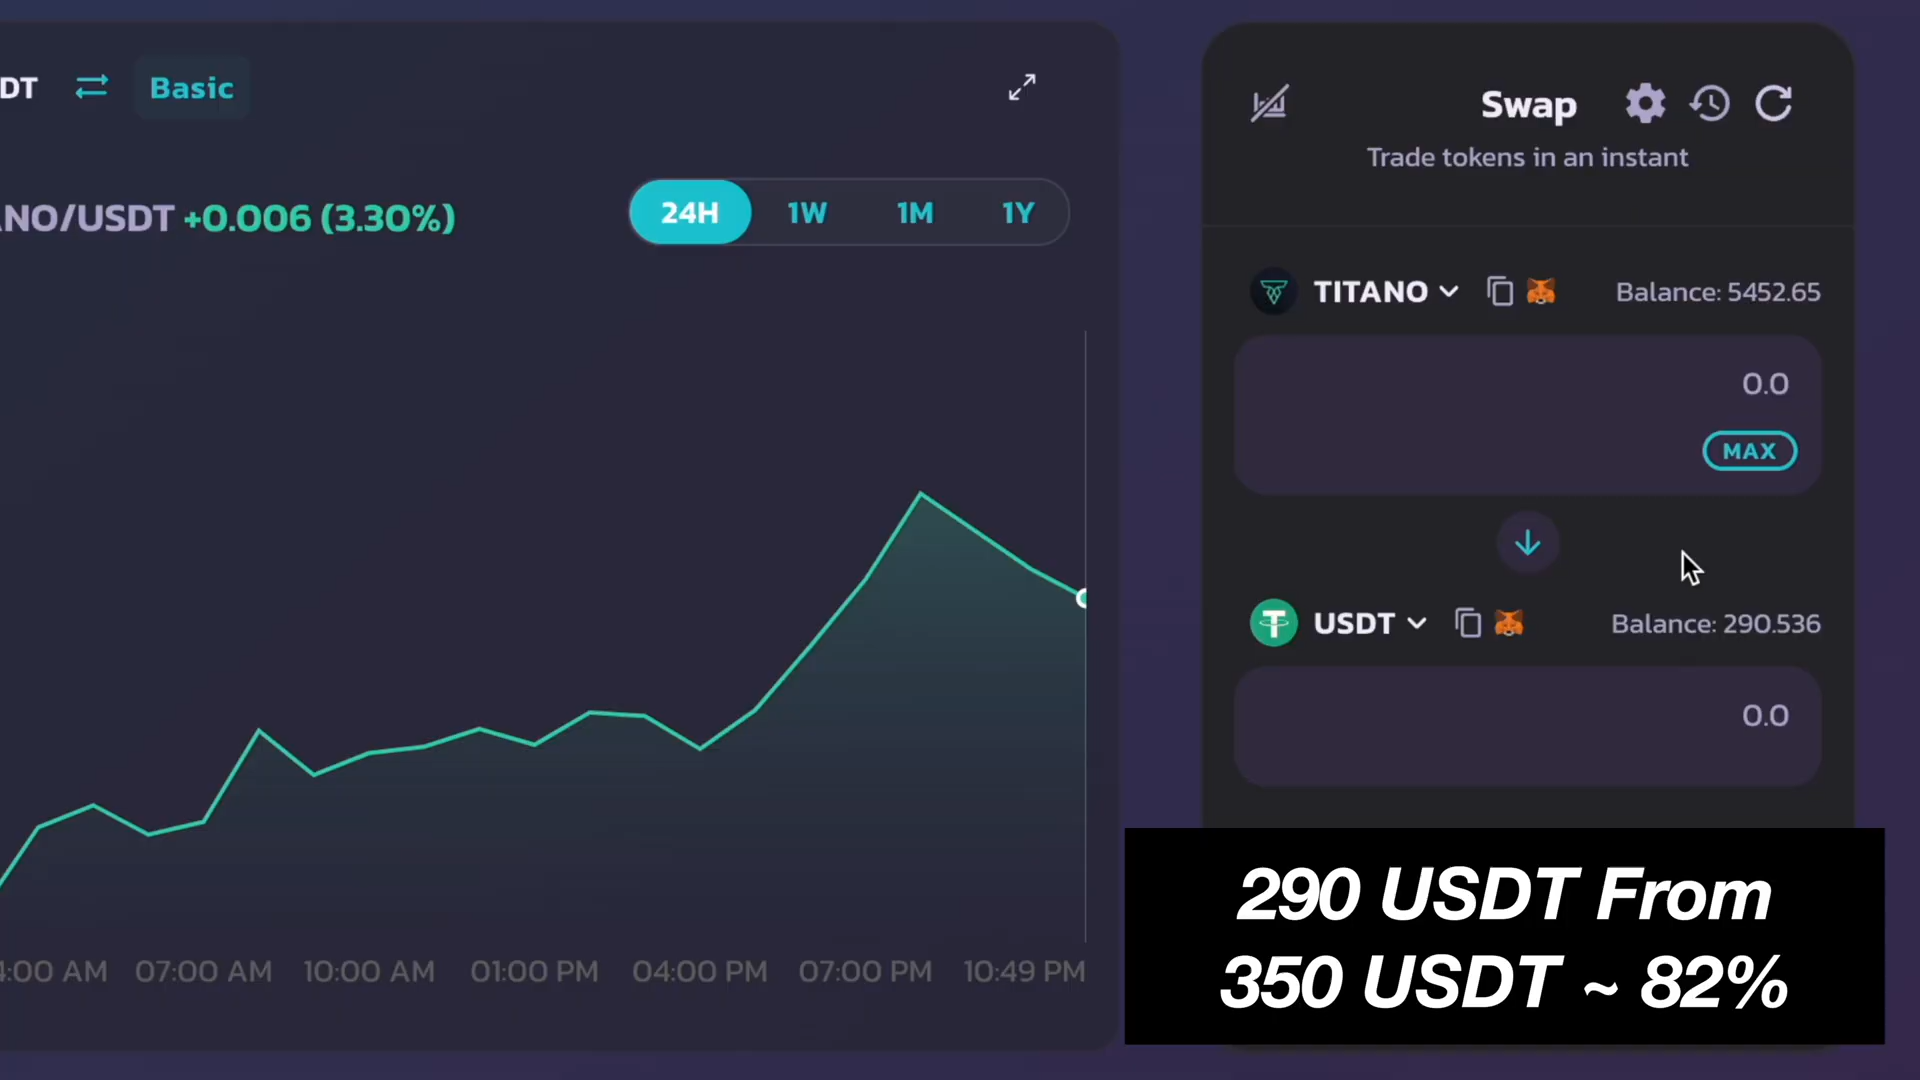 DT
Basic
NO/USDT +0.006 (3.30%)
24H 1W 1M 1Y
:00 AM 07:00 AM 10:00 AM 01:00 PM 04:00 PM 07:00 PM 10:49 PM
Swap
Trade tokens in an instant
TITANO Balance: 5452.65
0.0
MAX
USDT Balance: 290.536
0.0
290 USDT From
350 USDT ~ 82%